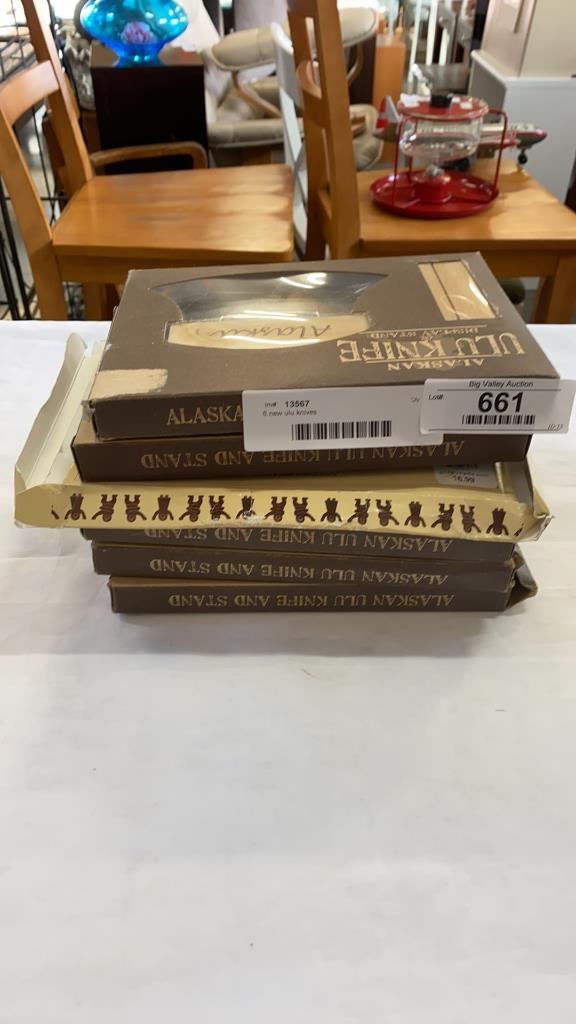 Alaska
ALASKAN
ULU KNIFE
DISPLAY & STAND
ALASKA
Inv#: 13567
6 new ulu knives
Big Valley Auction
Lot#: 661
ALASKAN ULU KNIFE AND STAND
16.99
ALASKAN ULU KNIFE AND STAND
ALASKAN ULU KNIFE AND STAND
ALASKAN ULU KNIFE AND STAND